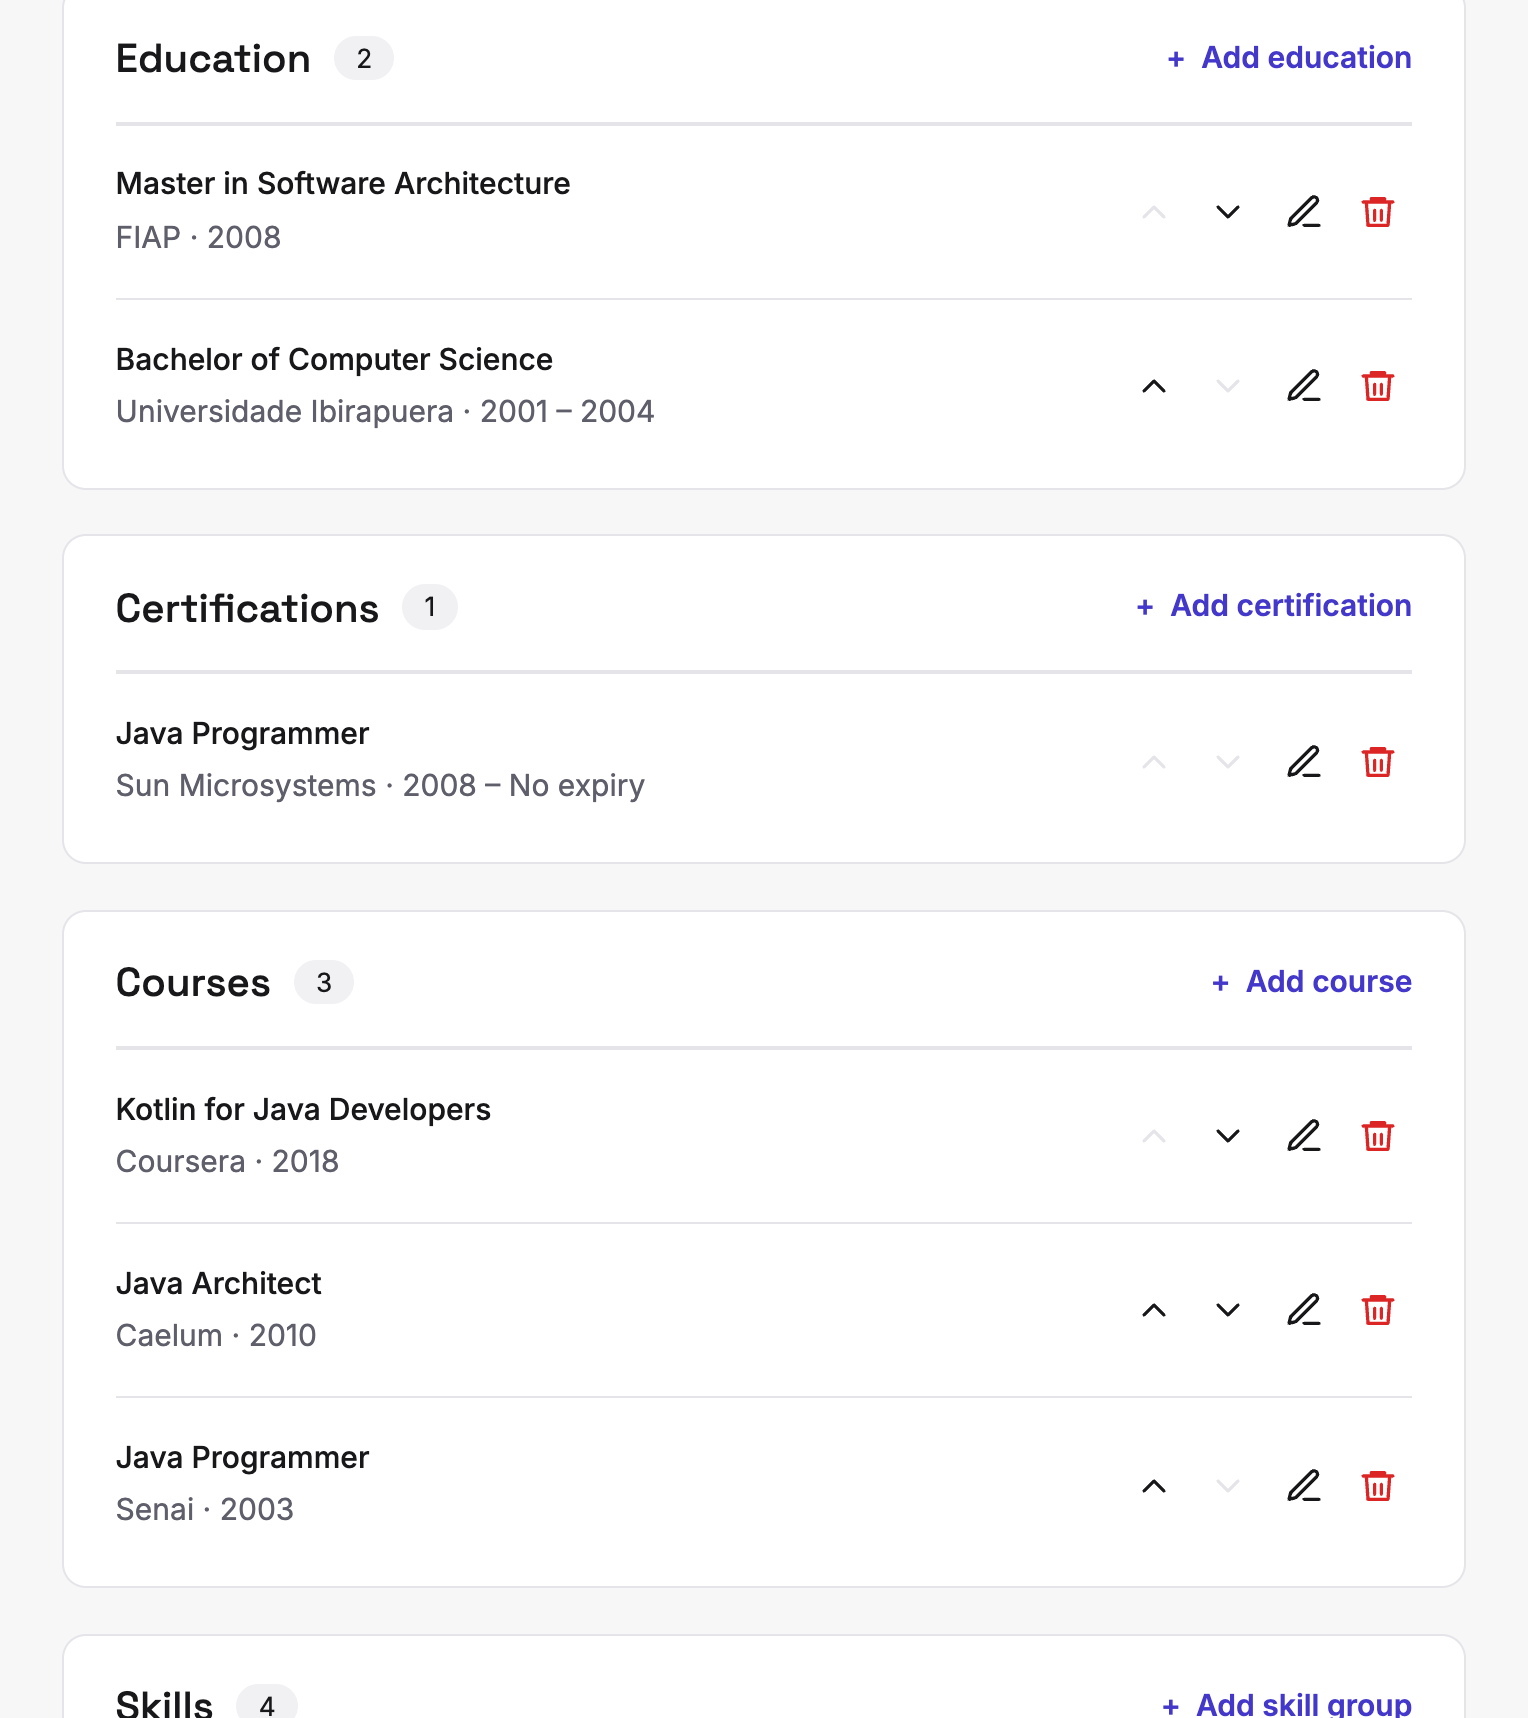 Education 2 + Add education
Master in Software Architecture
FIAP · 2008
Bachelor of Computer Science
Universidade Ibirapuera · 2001 – 2004
Certifications 1 + Add certification
Java Programmer
Sun Microsystems · 2008 – No expiry
Courses 3 + Add course
Kotlin for Java Developers
Coursera · 2018
Java Architect
Caelum · 2010
Java Programmer
Senai · 2003
Skills 4 + Add skill group